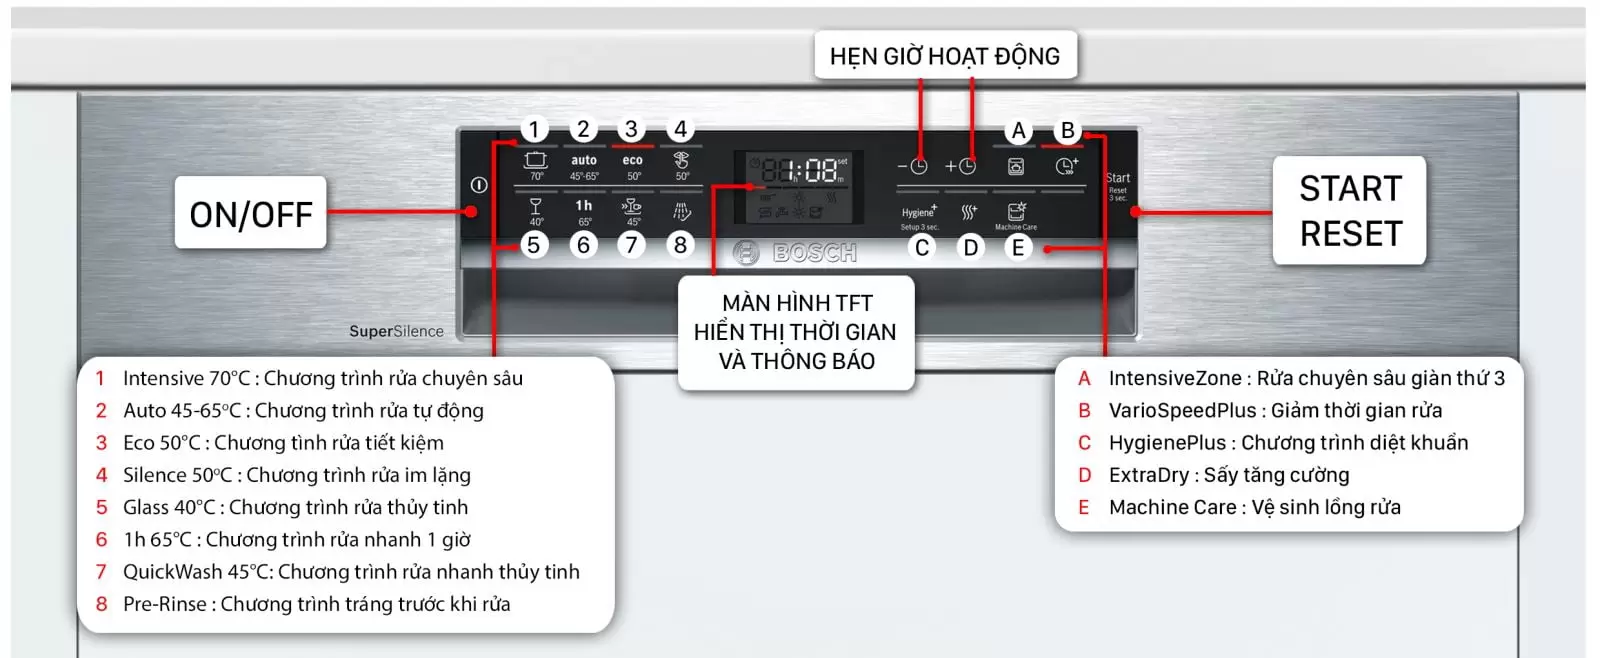 HẸN GIỜ HOẠT ĐỘNG
1 2 3 4
A B
auto
eco
70°
45°-65°
50°
50°
1:08
set
h
m
Start
Reset
3 sec.
ON/OFF
START
RESET
1h
40°
65°
45°
Hygiene+
Setup 3 sec.
Machine Care
5 6 7 8
C D E
BOSCH
MÀN HÌNH TFT
HIỂN THỊ THỜI GIAN
VÀ THÔNG BÁO
SuperSilence
1 Intensive 70°C : Chương trình rửa chuyên sâu
2 Auto 45-65°C : Chương trình rửa tự động
3 Eco 50°C : Chương tình rửa tiết kiệm
4 Silence 50°C : Chương trình rửa im lặng
5 Glass 40°C : Chương trình rửa thủy tinh
6 1h 65°C : Chương trình rửa nhanh 1 giờ
7 QuickWash 45°C: Chương trình rửa nhanh thủy tinh
8 Pre-Rinse : Chương trình tráng trước khi rửa
A IntensiveZone : Rửa chuyên sâu giàn thứ 3
B VarioSpeedPlus : Giảm thời gian rửa
C HygienePlus : Chương trình diệt khuẩn
D ExtraDry : Sấy tăng cường
E Machine Care : Vệ sinh lồng rửa